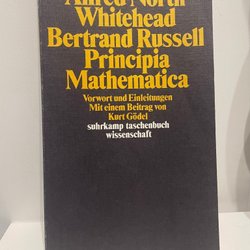 Alfred North
Whitehead
Bertrand Russell
Principia
Mathematica
Vorwort und Einleitungen
Mit einem Beitrag von
Kurt Gödel
suhrkamp taschenbuch
wissenschaft